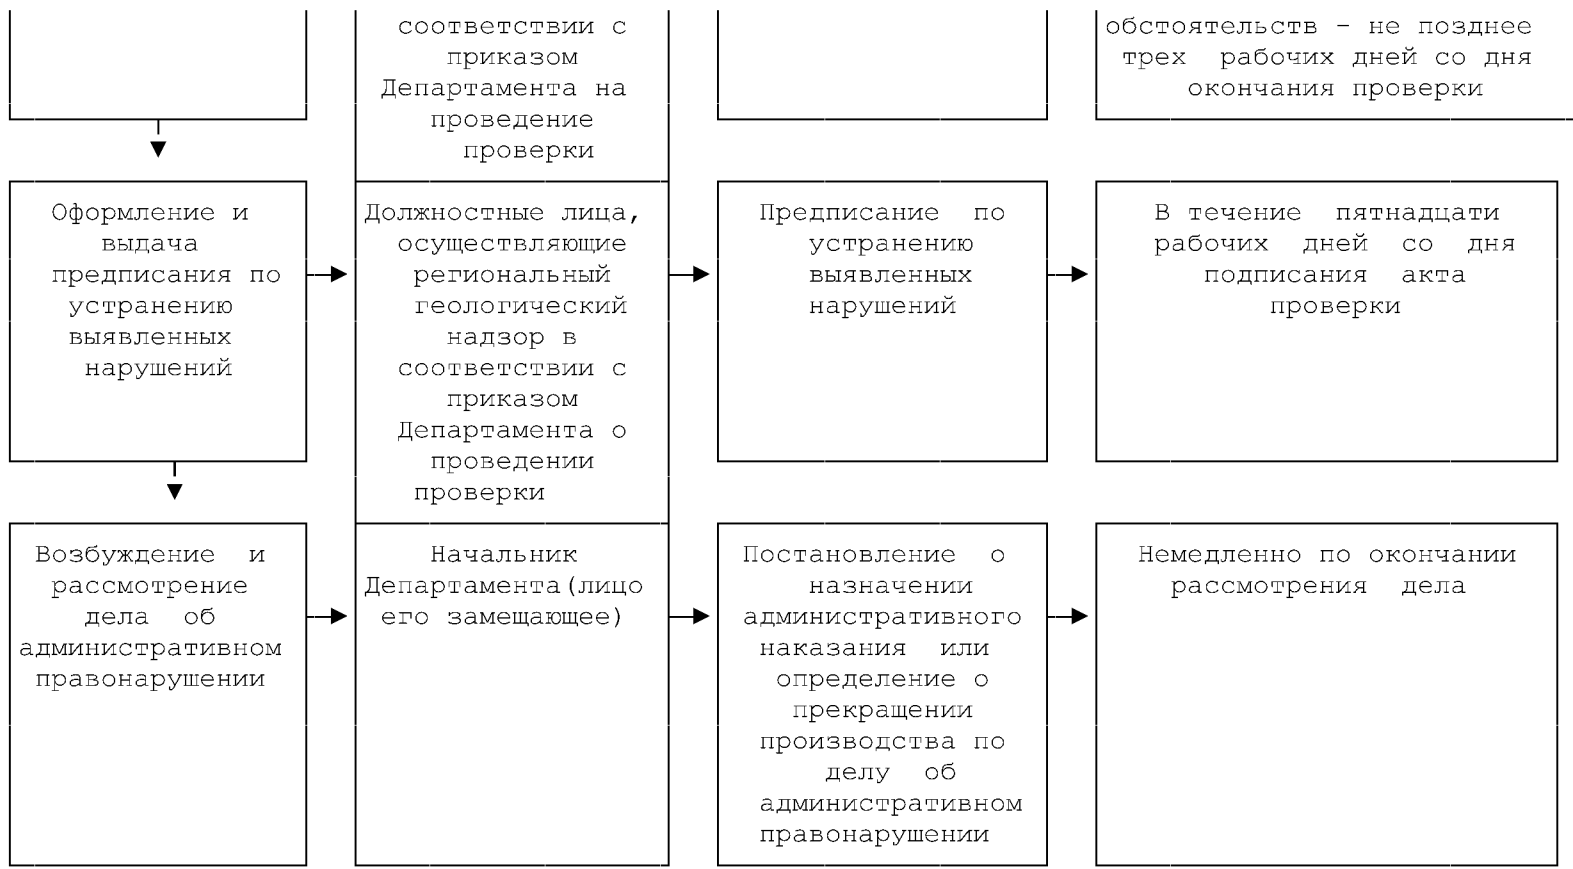 соответствии с
приказом
Департамента на
проведение
проверки
обстоятельств - не позднее
трех рабочих дней со дня
окончания проверки
Оформление и
выдача
предписания по
устранению
выявленных
нарушений
Должностные лица,
осуществляющие
региональный
геологический
надзор в
соответствии с
приказом
Департамента о
проведении
проверки
Предписание по
устранению
выявленных
нарушений
В течение пятнадцати
рабочих дней со дня
подписания акта
проверки
Возбуждение и
рассмотрение
дела об
административном
правонарушении
Начальник
Департамента(лицо
его замещающее)
Постановление о
назначении
административного
наказания или
определение о
прекращении
производства по
делу об
административном
правонарушении
Немедленно по окончании
рассмотрения дела